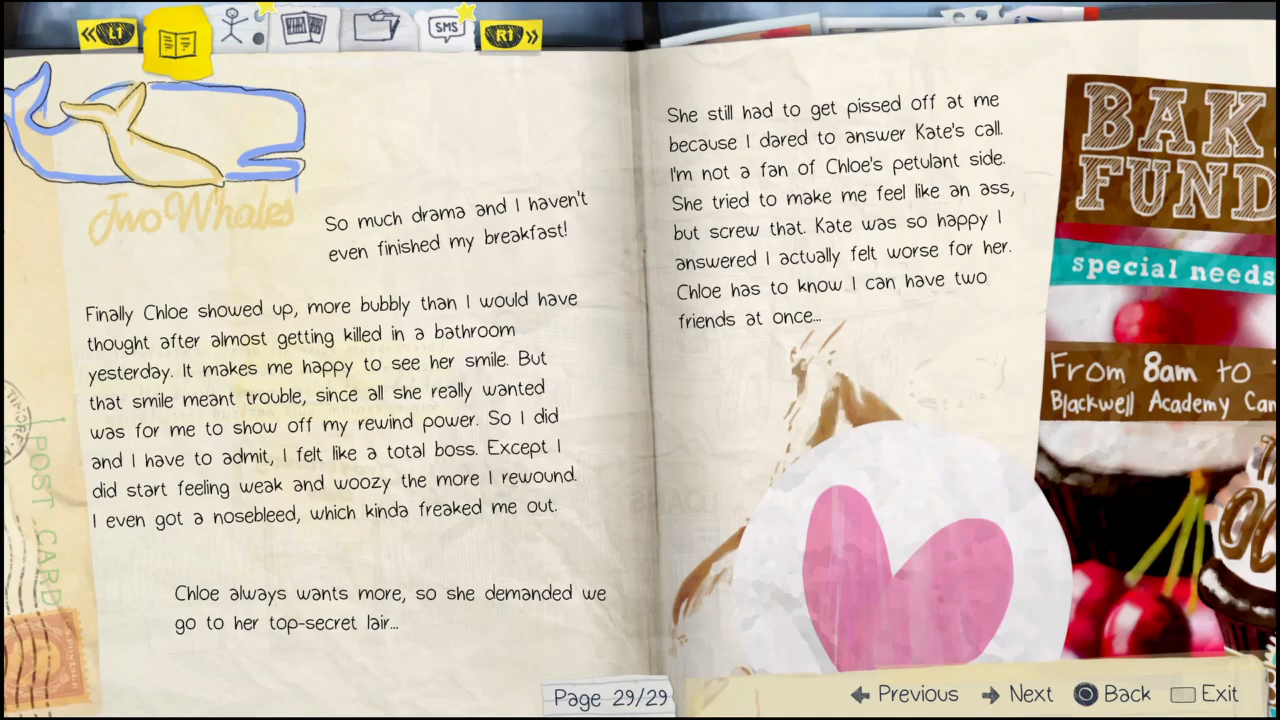 L1
SMS
R1
Two Whales
So much drama and I haven't
even finished my breakfast!
Finally Chloe showed up, more bubbly than I would have
thought after almost getting killed in a bathroom
yesterday. It makes me happy to see her smile. But
that smile meant trouble, since all she really wanted
was for me to show off my rewind power. So I did
and I have to admit, I felt like a total boss. Except I
did start feeling weak and woozy the more I rewound.
I even got a nosebleed, which kinda freaked me out.
Chloe always wants more, so she demanded we
go to her top-secret lair...
POST CARD
POSTAGE
She still had to get pissed off at me
because I dared to answer Kate's call.
I'm not a fan of Chloe's petulant side.
She tried to make me feel like an ass,
but screw that. Kate was so happy I
answered I actually felt worse for her.
Chloe has to know I can have two
friends at once...
BAK
FUND
special needs
From 8am to
Blackwell Academy Cam
Page 29/29
Previous
Next
Back
Exit